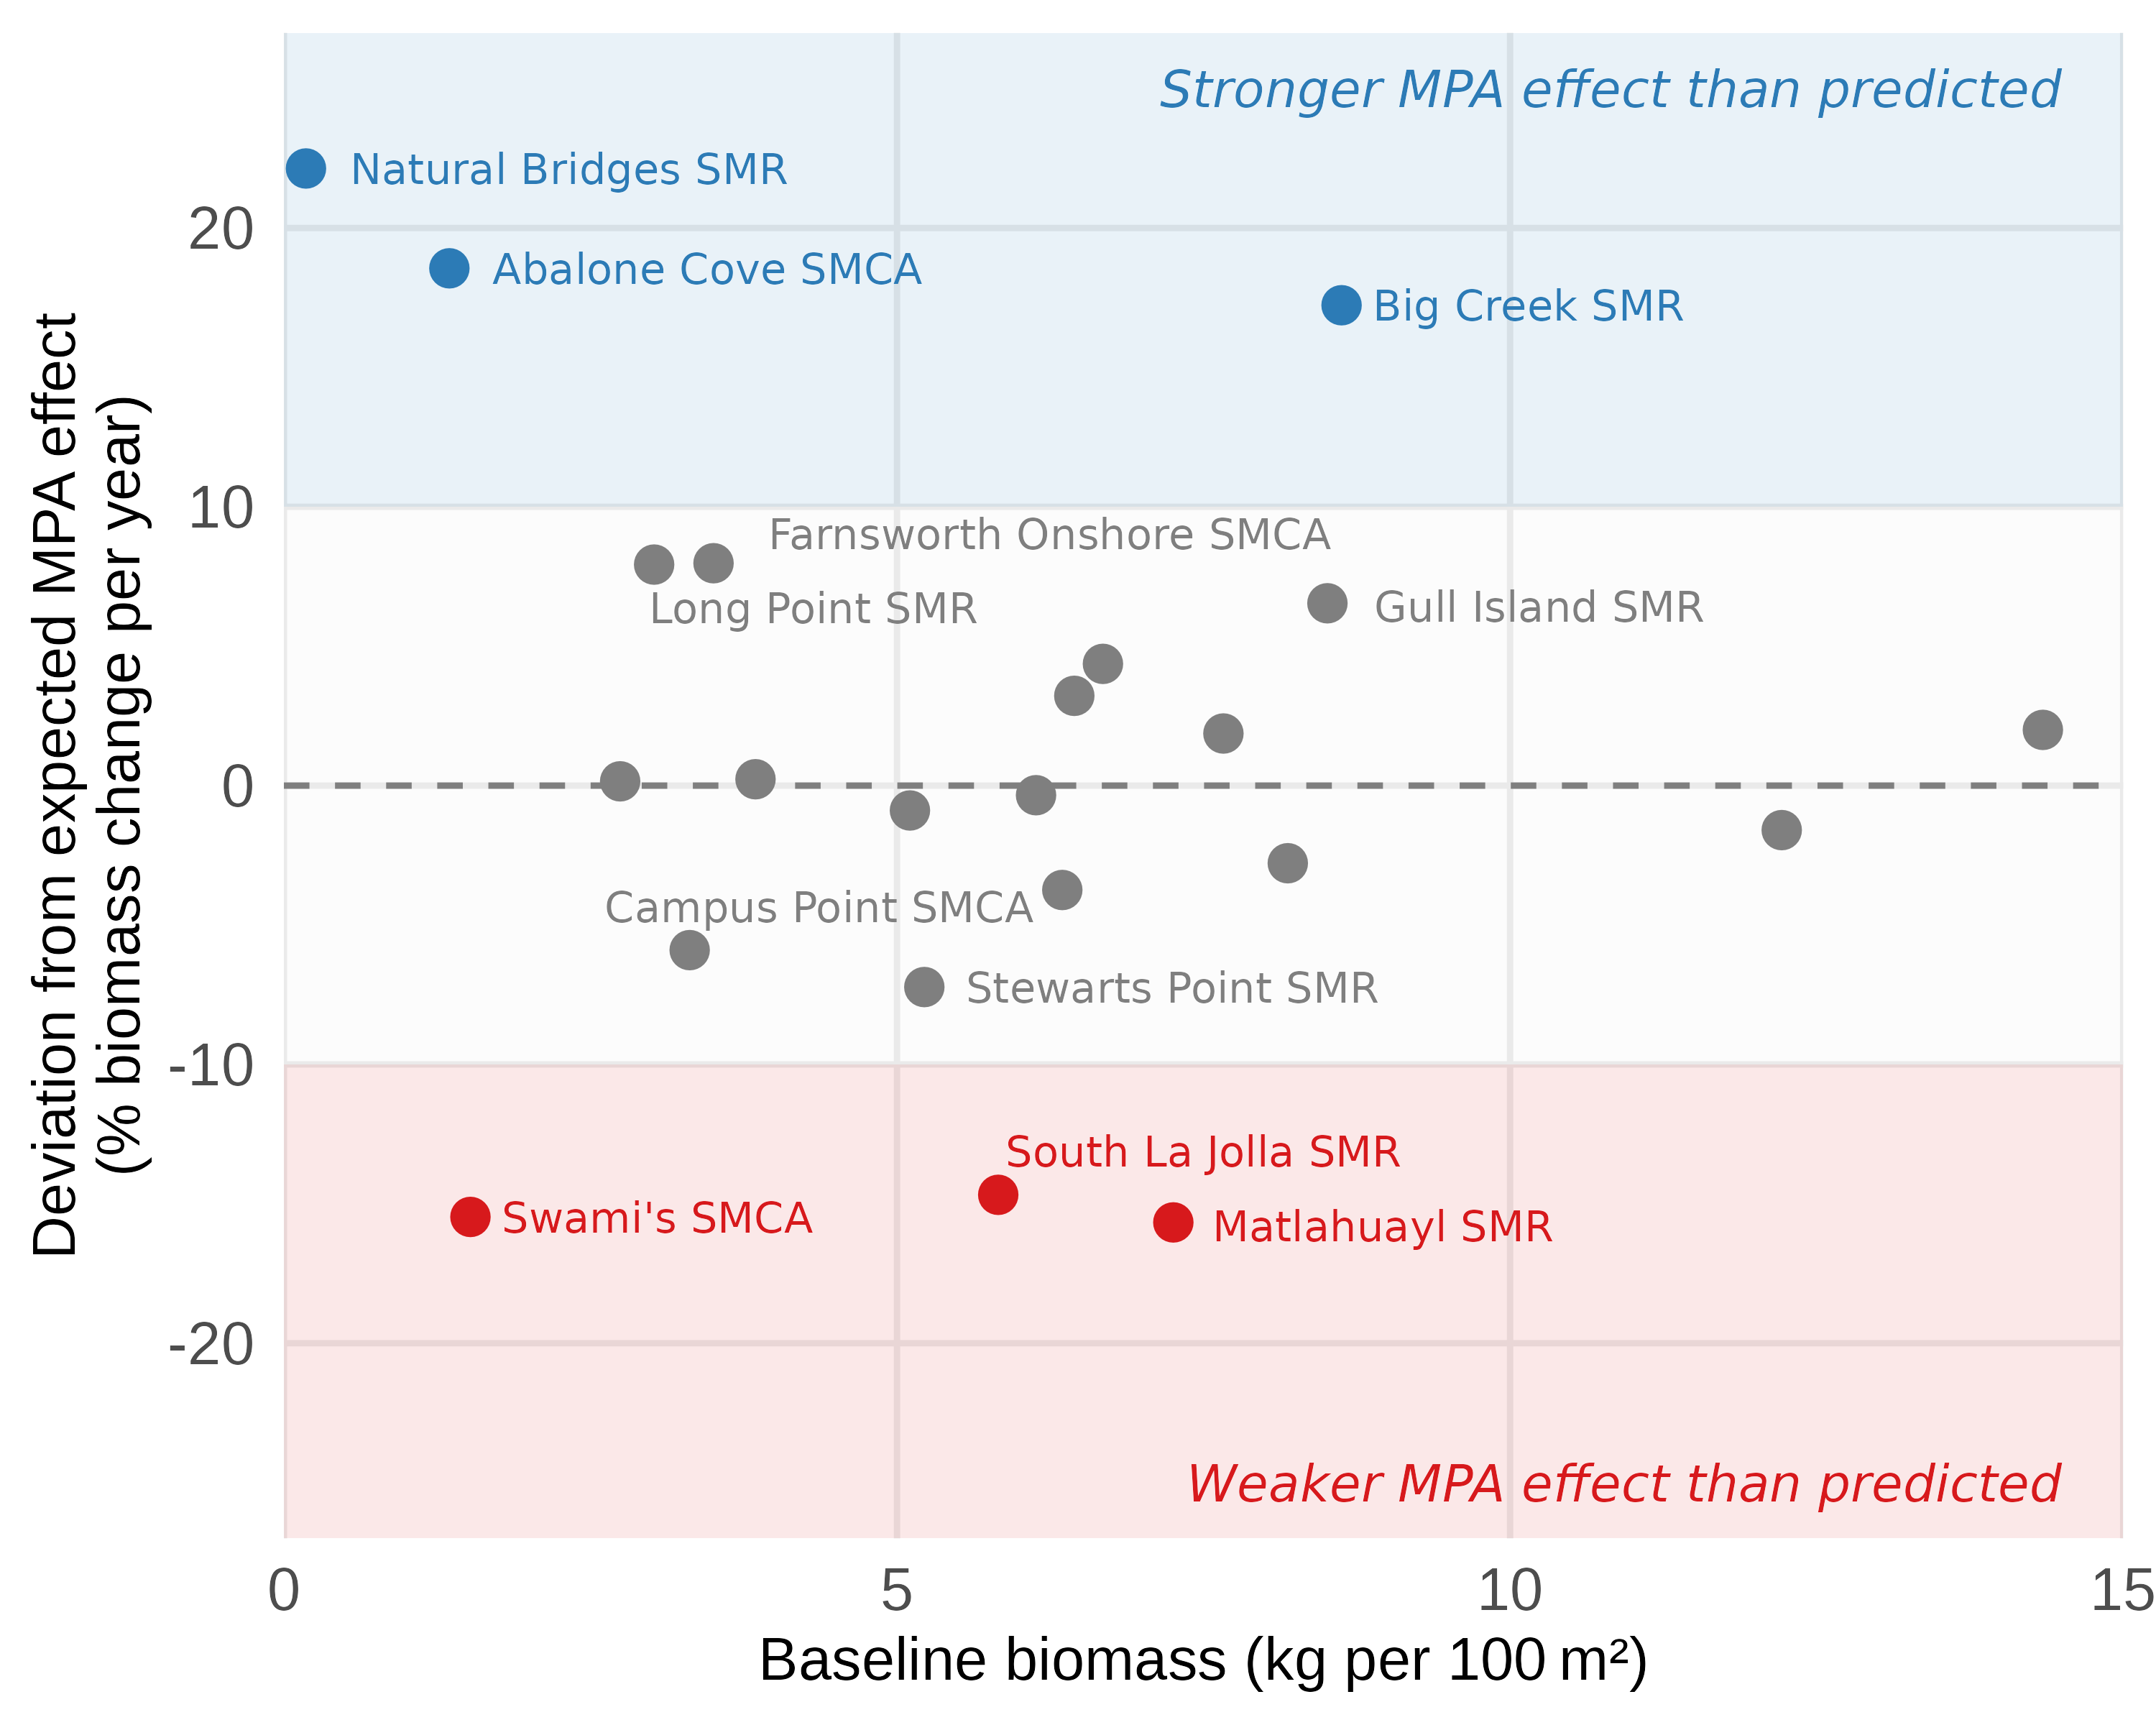 Stronger MPA effect than predicted
Natural Bridges SMR
20
Abalone Cove SMCA
Big Creek SMR
10
Farnsworth Onshore SMCA
Long Point SMR
Gull Island SMR
0
Campus Point SMCA
Stewarts Point SMR
-10
South La Jolla SMR
Swami's SMCA
Matlahuayl SMR
-20
Weaker MPA effect than predicted
Deviation from expected MPA effect
(% biomass change per year)
0 5 10 15
Baseline biomass (kg per 100 m²)